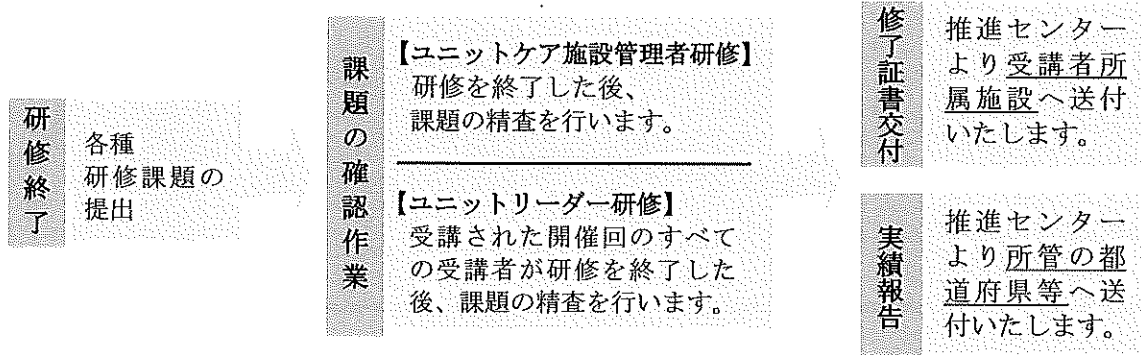 研修終了
各種
研修課題の
提出
課題の確認作業
【ユニットケア施設管理者研修】
研修を終了した後、
課題の精査を行います。
【ユニットリーダー研修】
受講された開催回のすべて
の受講者が研修を終了した
後、課題の精査を行います。
修了証書交付
推進センター
より受講者所
属施設へ送付
いたします。
実績報告
推進センター
より所管の都
道府県等へ送
付いたします。